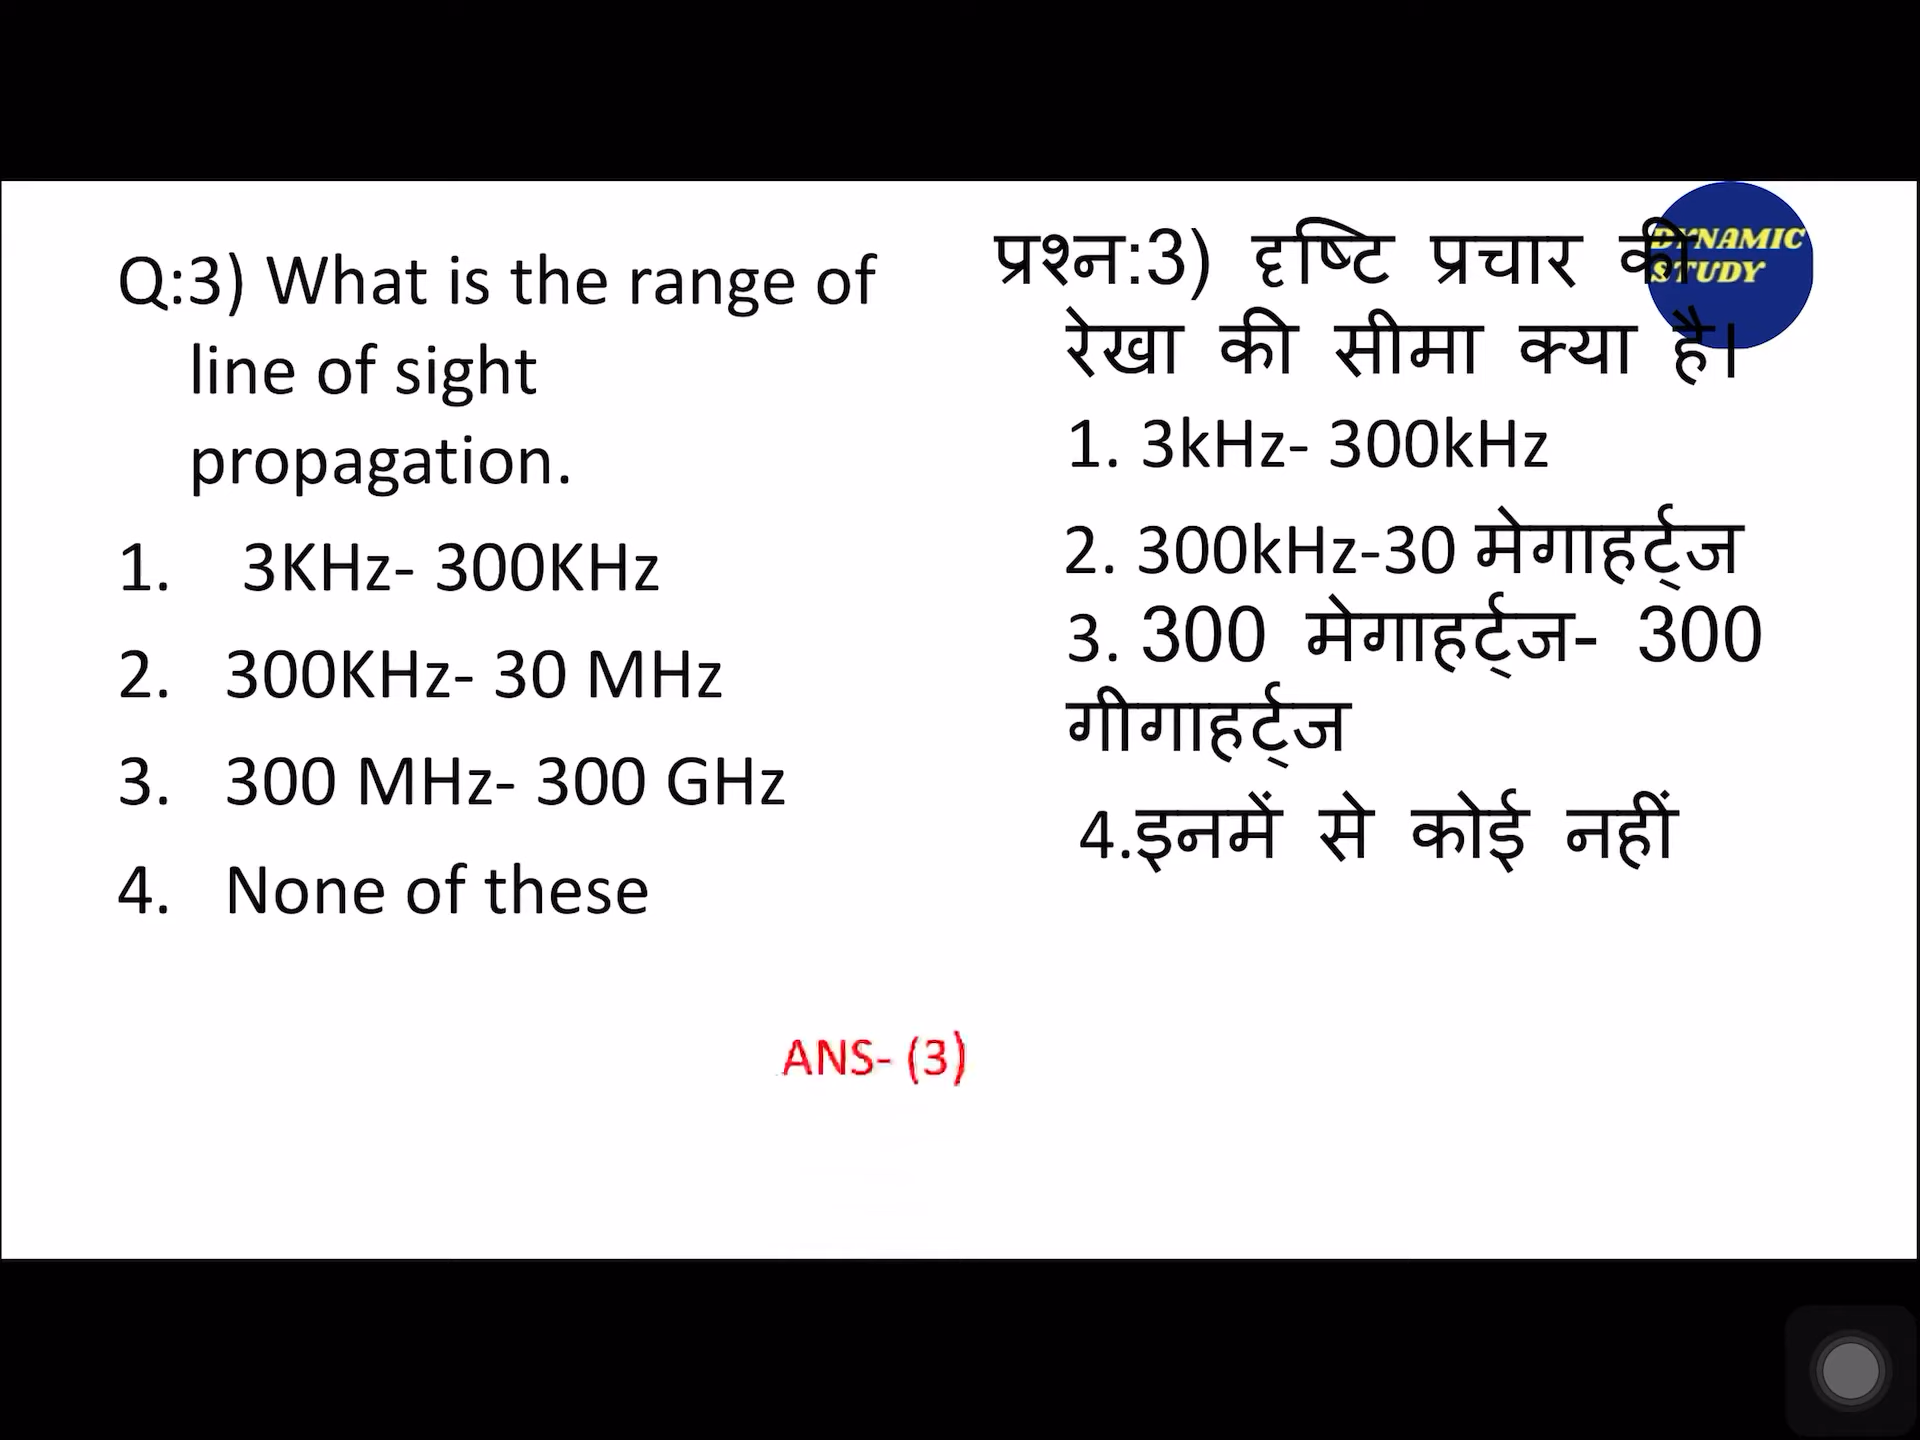 Q:3) What is the range of
line of sight
propagation.
1. 3KHz- 300KHz
2. 300KHz- 30 MHz
3. 300 MHz- 300 GHz
4. None of these
प्रश्न:3) दृष्टि प्रचार की
रेखा की सीमा क्या है।
1. 3kHz- 300kHz
2. 300kHz-30 मेगाहर्ट्ज
3. 300 मेगाहर्ट्ज- 300
गीगाहर्ट्ज
4.इनमें से कोई नहीं
DYNAMIC
STUDY
ANS- (3)